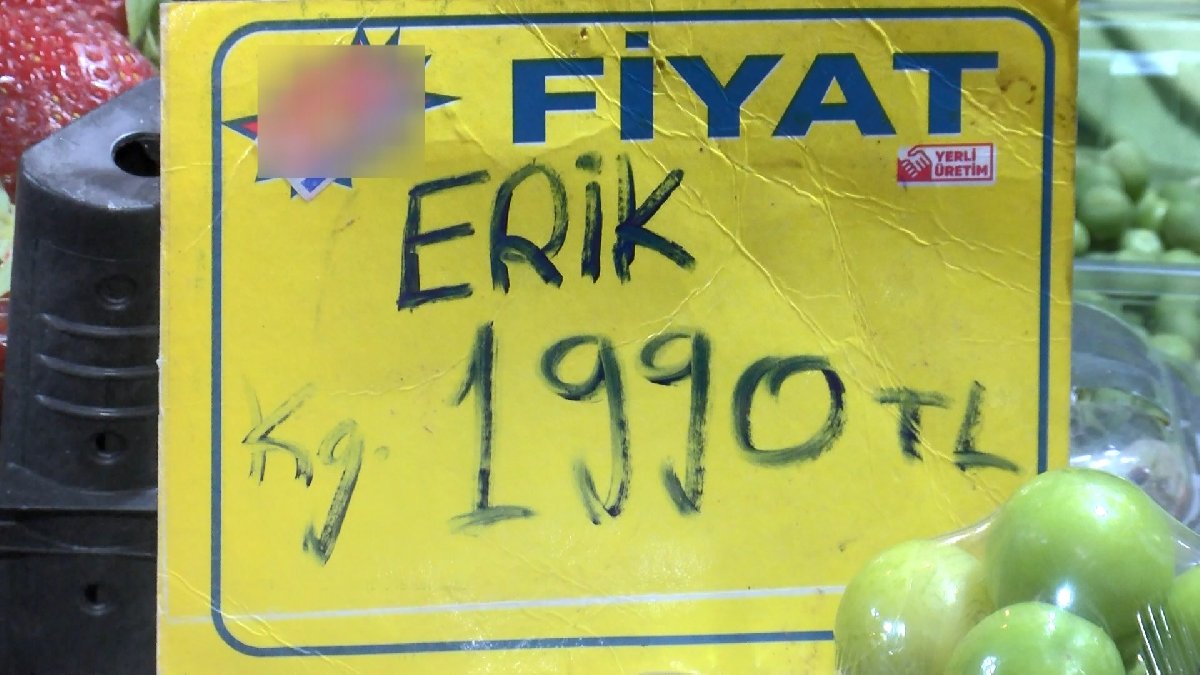 FİYAT
YERLİ
ÜRETİM
ERİK
Kg. 1990 TL